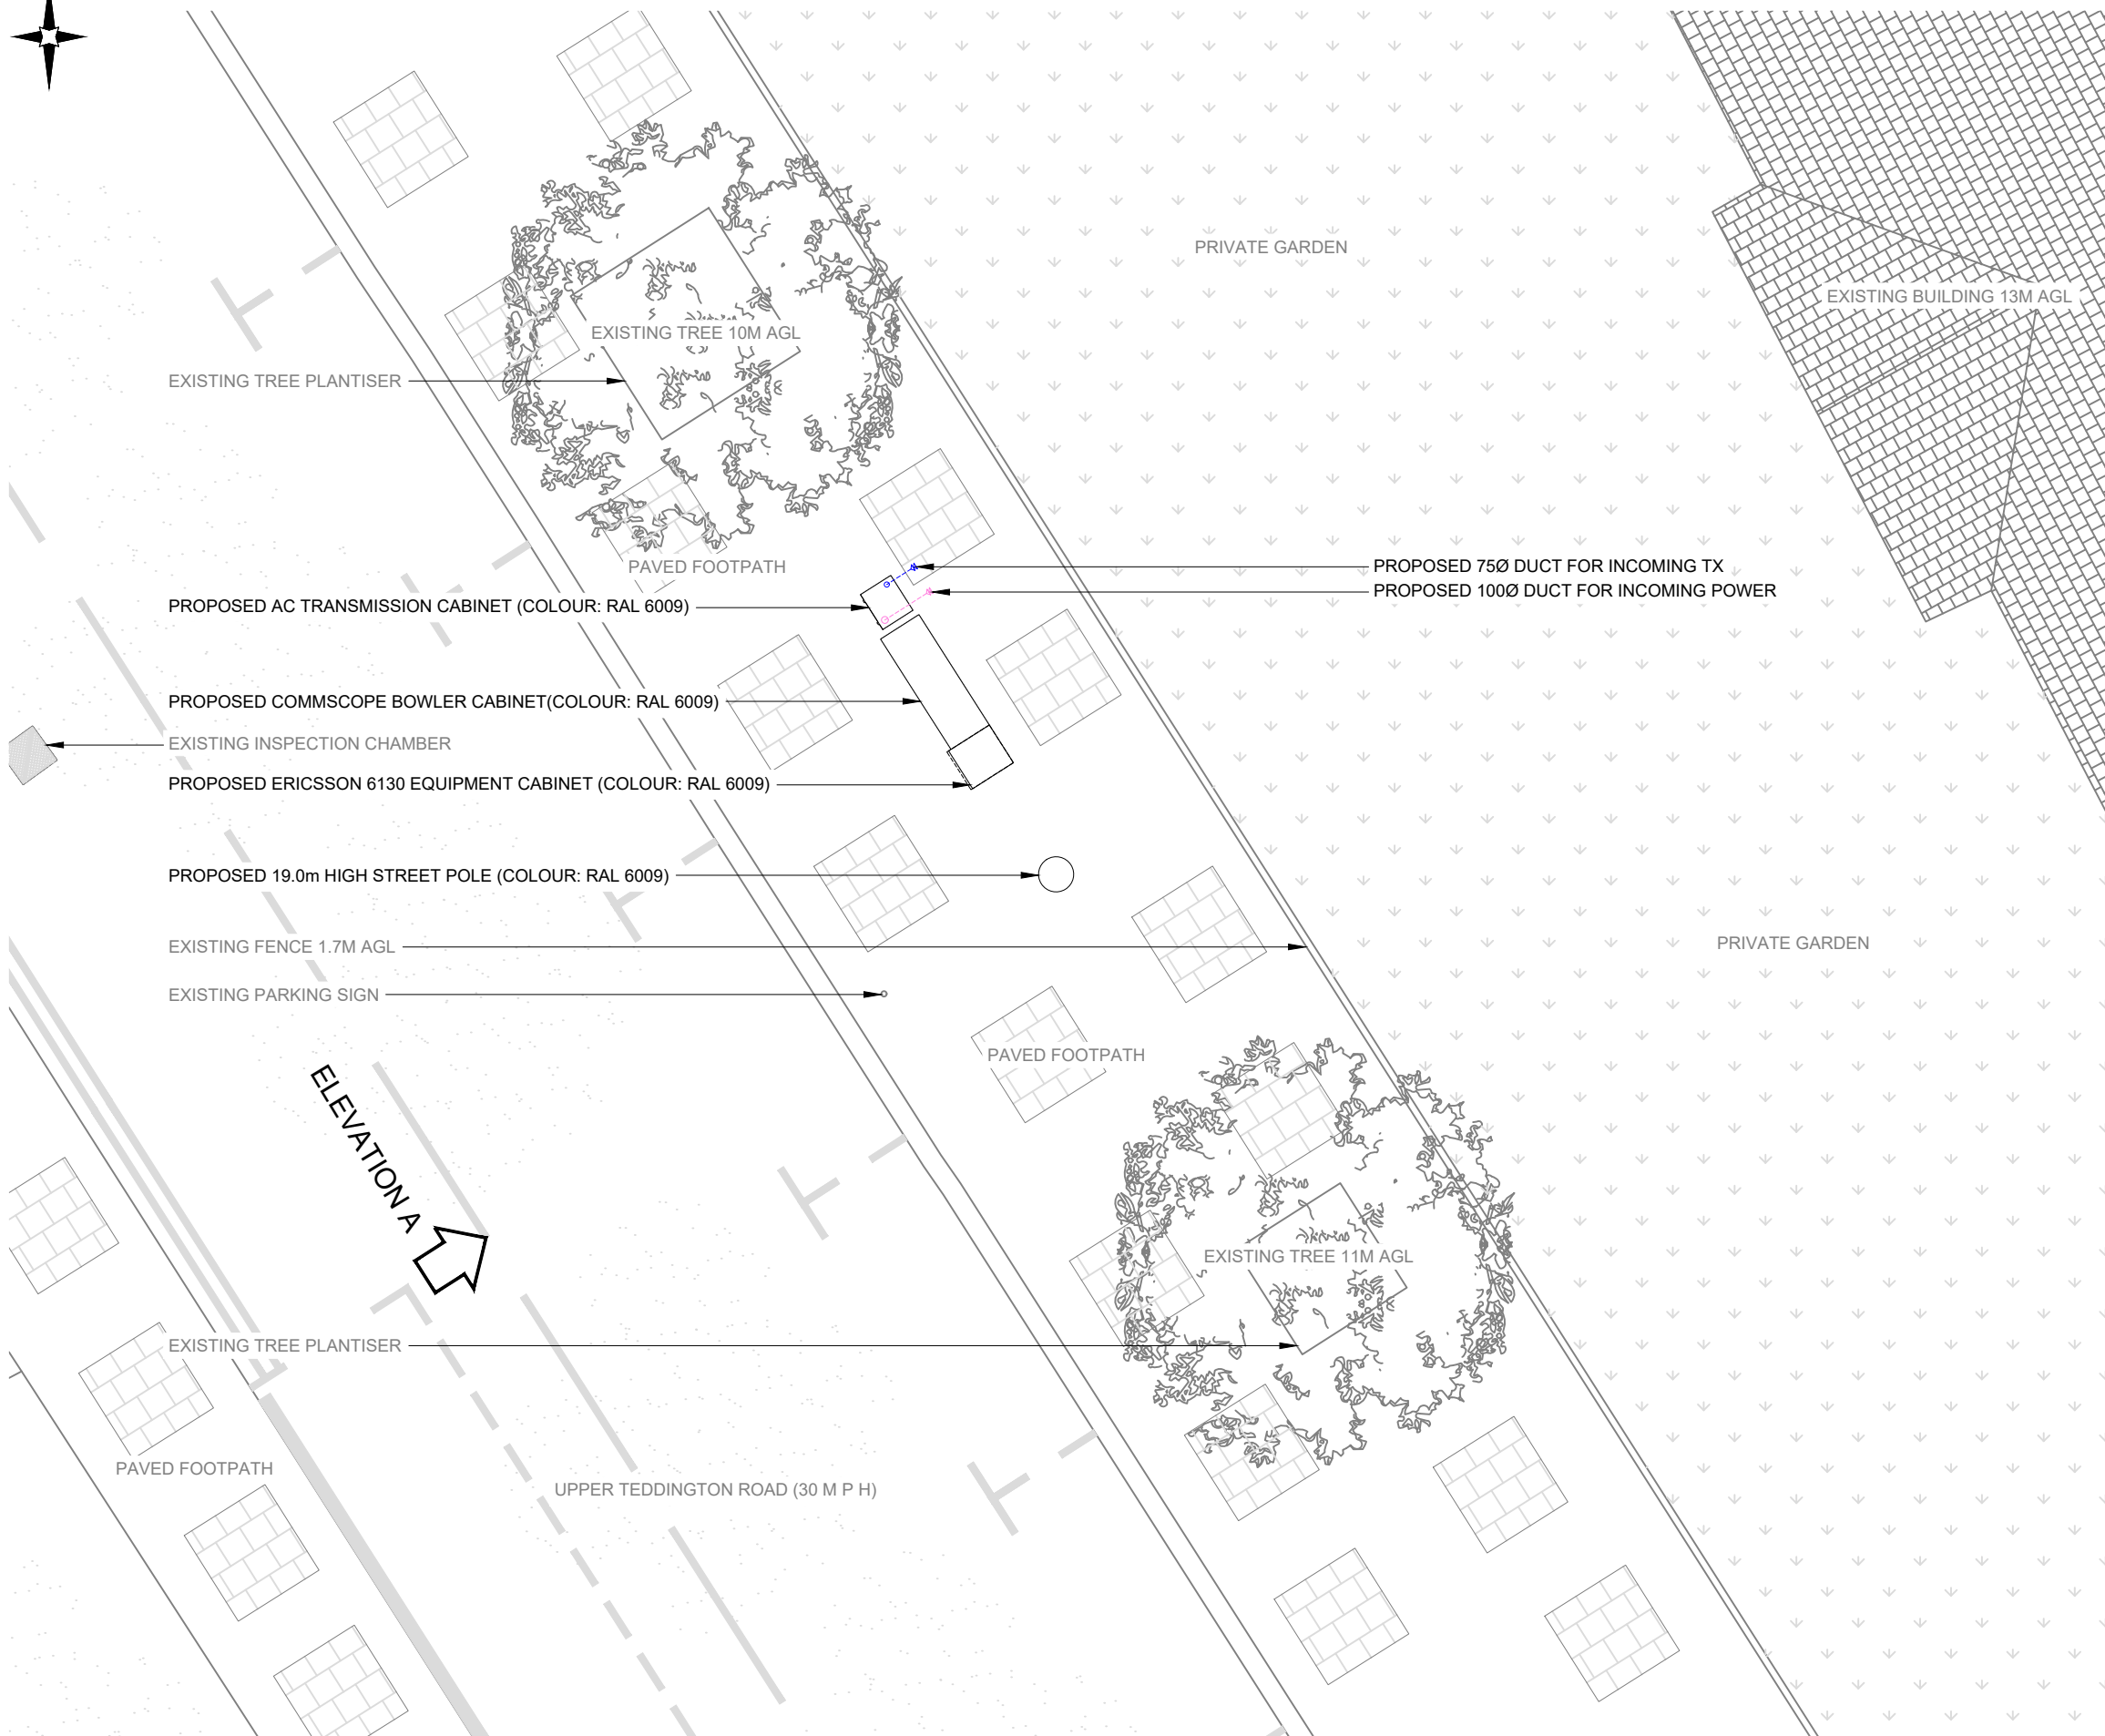 PRIVATE GARDEN
EXISTING BUILDING 13M AGL
EXISTING TREE 10M AGL
EXISTING TREE PLANTISER
PAVED FOOTPATH
PROPOSED 75Ø DUCT FOR INCOMING TX
PROPOSED 100Ø DUCT FOR INCOMING POWER
PROPOSED AC TRANSMISSION CABINET (COLOUR: RAL 6009)
PROPOSED COMMSCOPE BOWLER CABINET(COLOUR: RAL 6009)
EXISTING INSPECTION CHAMBER
PROPOSED ERICSSON 6130 EQUIPMENT CABINET (COLOUR: RAL 6009)
PROPOSED 19.0m HIGH STREET POLE (COLOUR: RAL 6009)
EXISTING FENCE 1.7M AGL
PRIVATE GARDEN
EXISTING PARKING SIGN
PAVED FOOTPATH
ELEVATION A
EXISTING TREE 11M AGL
EXISTING TREE PLANTISER
PAVED FOOTPATH
UPPER TEDDINGTON ROAD (30 M P H)